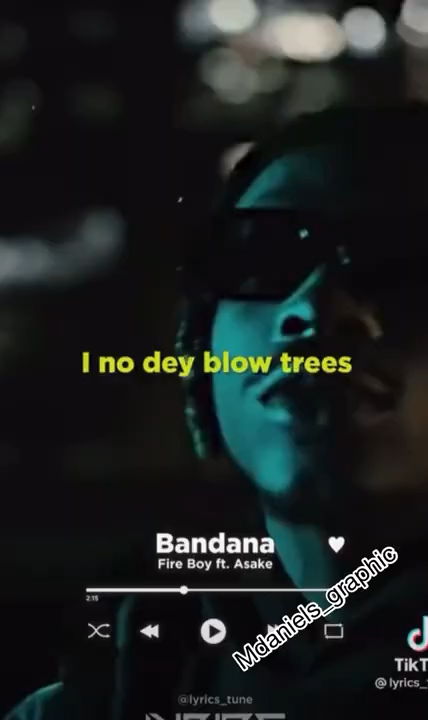 I no dey blow trees
Bandana
Fire Boy ft. Asake
2:15
Mdaniels_graphic
TikT
@lyrics_
@lyrics_tune